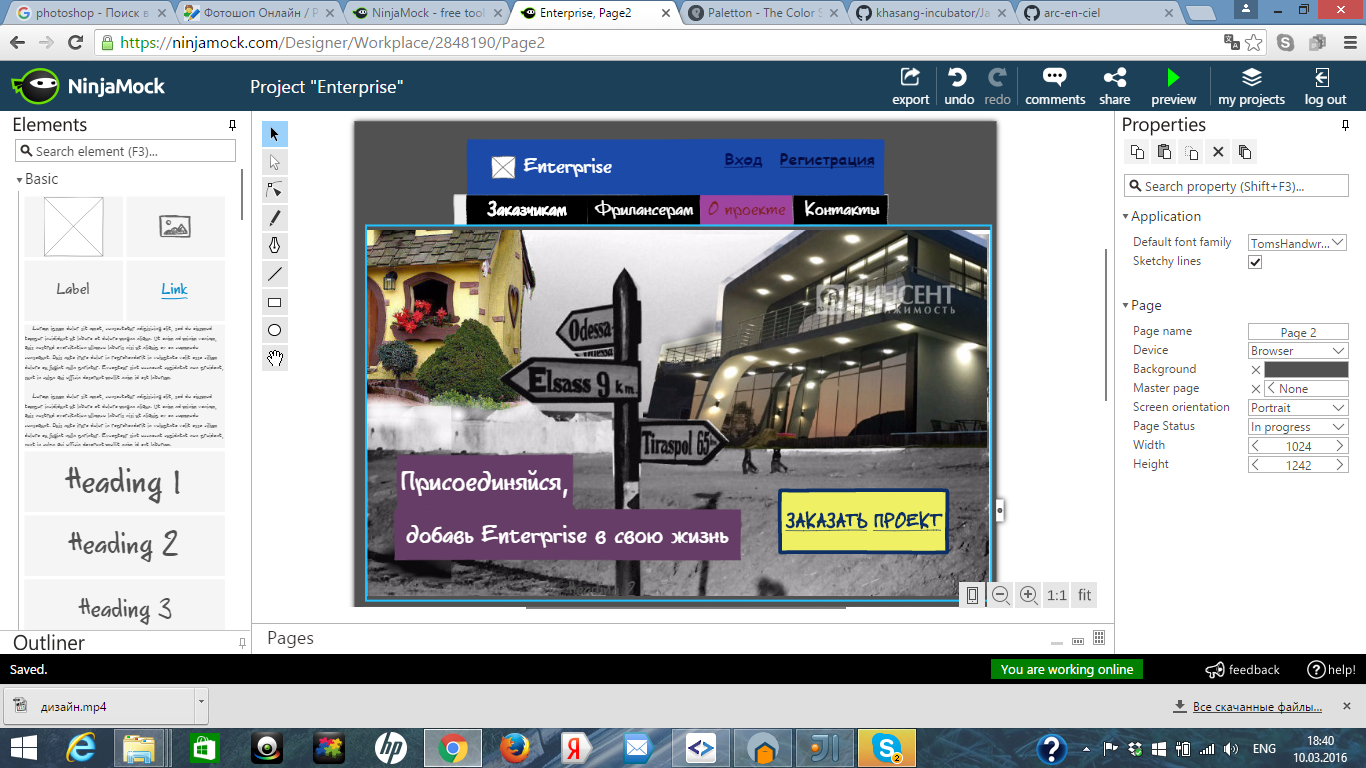 photoshop - Поиск в
Фотошоп Онлайн / P
NinjaMock - free tool
Enterprise, Page2
Paletton - The Color S
khasang-incubator/Ja
arc-en-ciel
https://ninjamock.com/Designer/Workplace/2848190/Page2
NinjaMock
Project "Enterprise"
export
undo
redo
comments
share
preview
my projects
log out
Elements
Search element (F3)...
Basic
Label
Link
Heading 1
Heading 2
Heading 3
Outliner
Enterprise
Вход
Регистрация
Заказчикам
Фрилансерам
О проекте
Контакты
ВИНСЕНТ
Odessa
Elsass 9 km.
Tiraspol 65
Присоединяйся,
добавь Enterprise в свою жизнь
ЗАКАЗАТЬ ПРОЕКТ
1:1
fit
Pages
Properties
Search property (Shift+F3)...
Application
Default font family
TomsHandwr...
Sketchy lines
Page
Page name
Page 2
Device
Browser
Background
Master page
None
Screen orientation
Portrait
Page Status
In progress
Width
1024
Height
1242
Saved.
You are working online
feedback
help!
дизайн.mp4
Все скачанные файлы...
hp
Я
2
ENG
18:40
10.03.2016